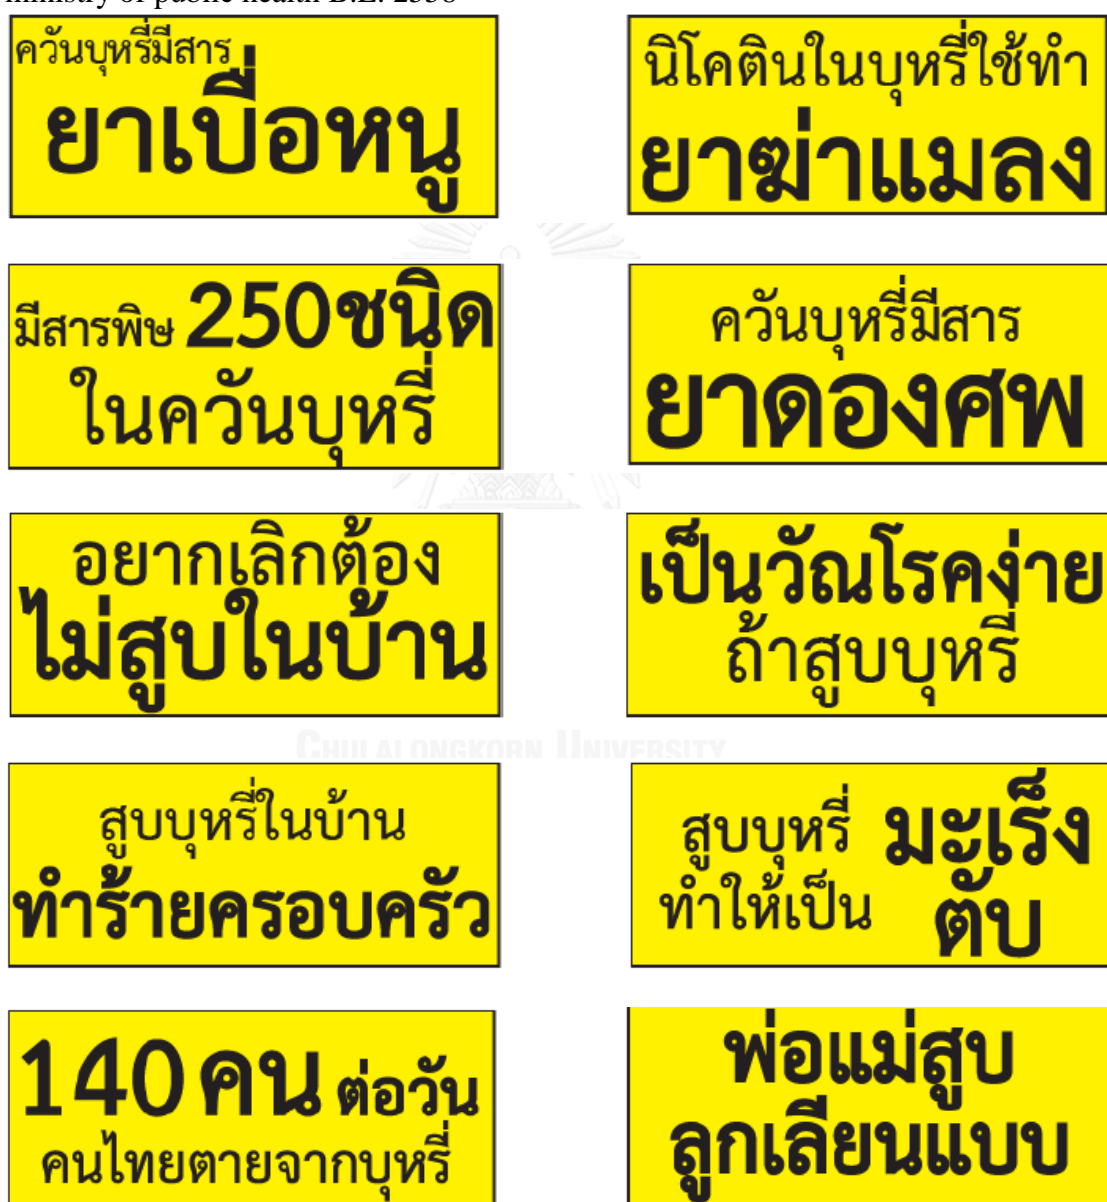 ministry of public health B.E. 2558
ควันบุหรี่มีสาร
ยาเบื่อหนู
นิโคตินในบุหรี่ใช้ทำ
ยาฆ่าแมลง
มีสารพิษ 250ชนิด
ในควันบุหรี่
ควันบุหรี่มีสาร
ยาดองศพ
อยากเลิกต้อง
ไม่สูบในบ้าน
เป็นวัณโรคง่าย
ถ้าสูบบุหรี่
CHULALONGKORN UNIVERSITY
สูบบุหรี่ในบ้าน
ทำร้ายครอบครัว
สูบบุหรี่
ทำให้เป็น
มะเร็ง
ตับ
140 คน ต่อวัน
คนไทยตายจากบุหรี่
พ่อแม่สูบ
ลูกเลียนแบบ